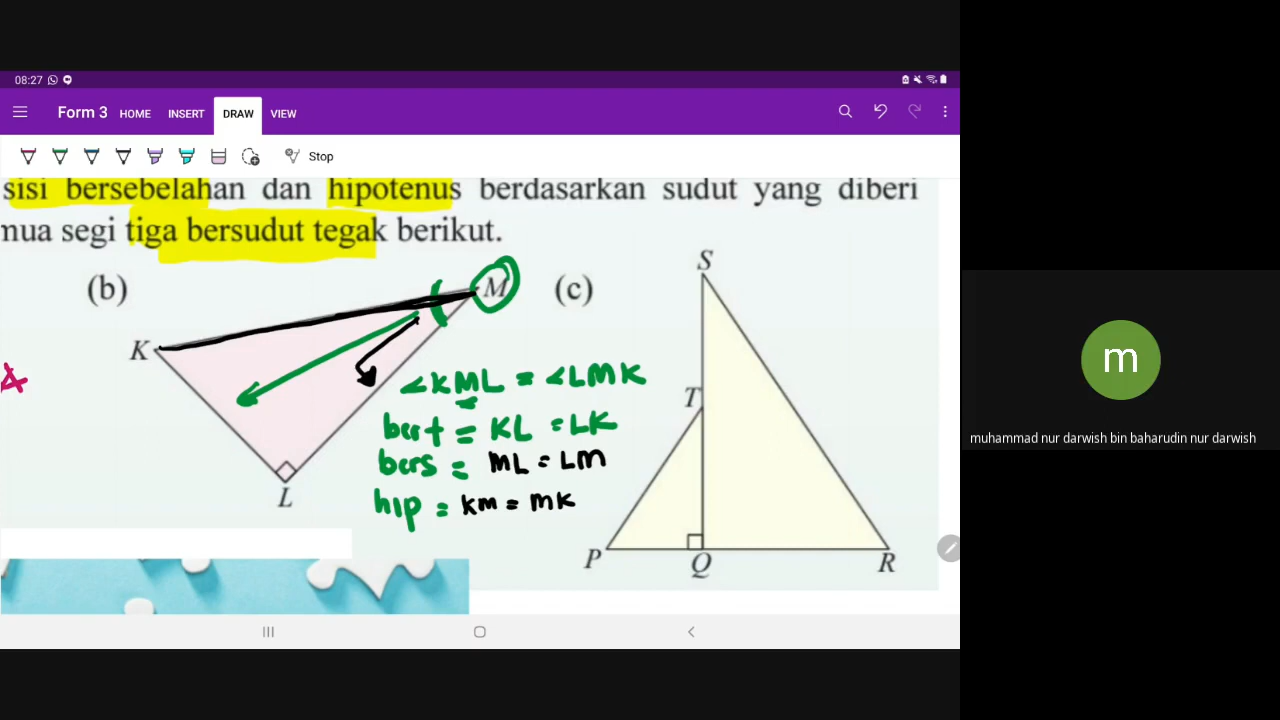 08:27
Form 3 HOME INSERT DRAW VIEW
Stop
sisi bersebelahan dan hipotenus berdasarkan sudut yang diberi
mua segi tiga bersudut tegak berikut.
(b)
M
(c)
S
K
4
∠KML = ∠LMK
T
bert = KL = LK
bers = ML = LM
L
hip = KM = MK
P
Q
R
m
muhammad nur darwish bin baharudin nur darwish